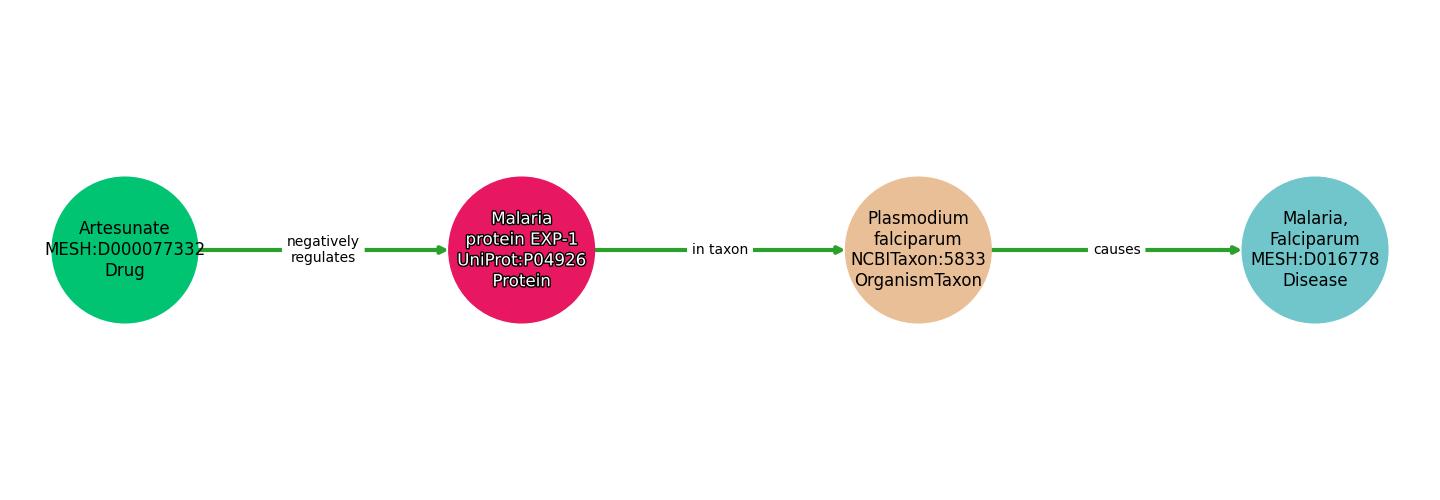 Artesunate
MESH:D000077332
Drug
negatively
regulates
Malaria
protein EXP-1
UniProt:P04926
Protein
in taxon
Plasmodium
falciparum
NCBITaxon:5833
OrganismTaxon
causes
Malaria,
Falciparum
MESH:D016778
Disease